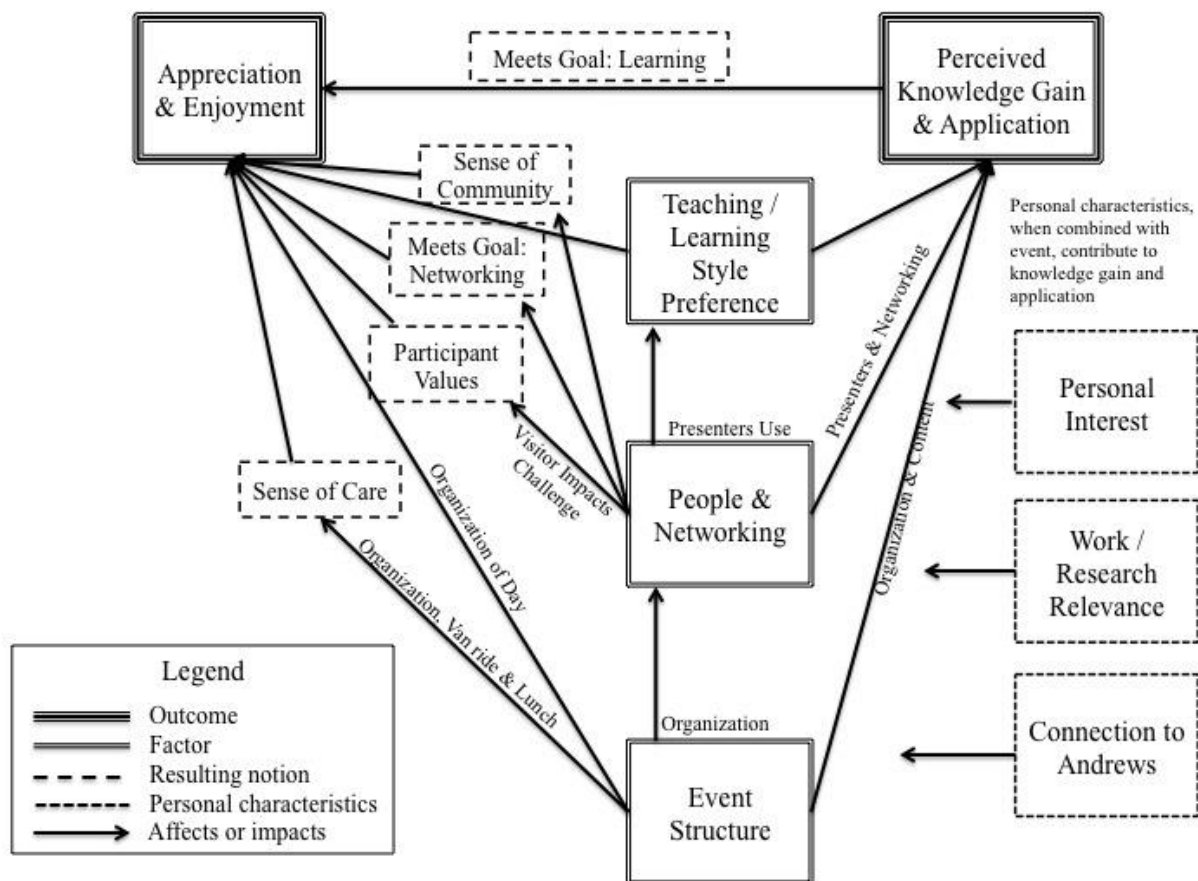 Appreciation
& Enjoyment
Meets Goal: Learning
Perceived
Knowledge Gain
& Application
Sense of
Community
Meets Goal:
Networking
Participant
Values
Sense of Care
Teaching /
Learning
Style
Preference
Presenters & Networking
Personal characteristics,
when combined with
event, contribute to
knowledge gain and
application
Personal
Interest
Presenters Use
Visitor Impacts
Challenge
People &
Networking
Organization & Content
Organization of Day
Organization, Van ride & Lunch
Work /
Research
Relevance
Organization
Event
Structure
Connection to
Andrews
Legend
Outcome
Factor
Resulting notion
Personal characteristics
Affects or impacts